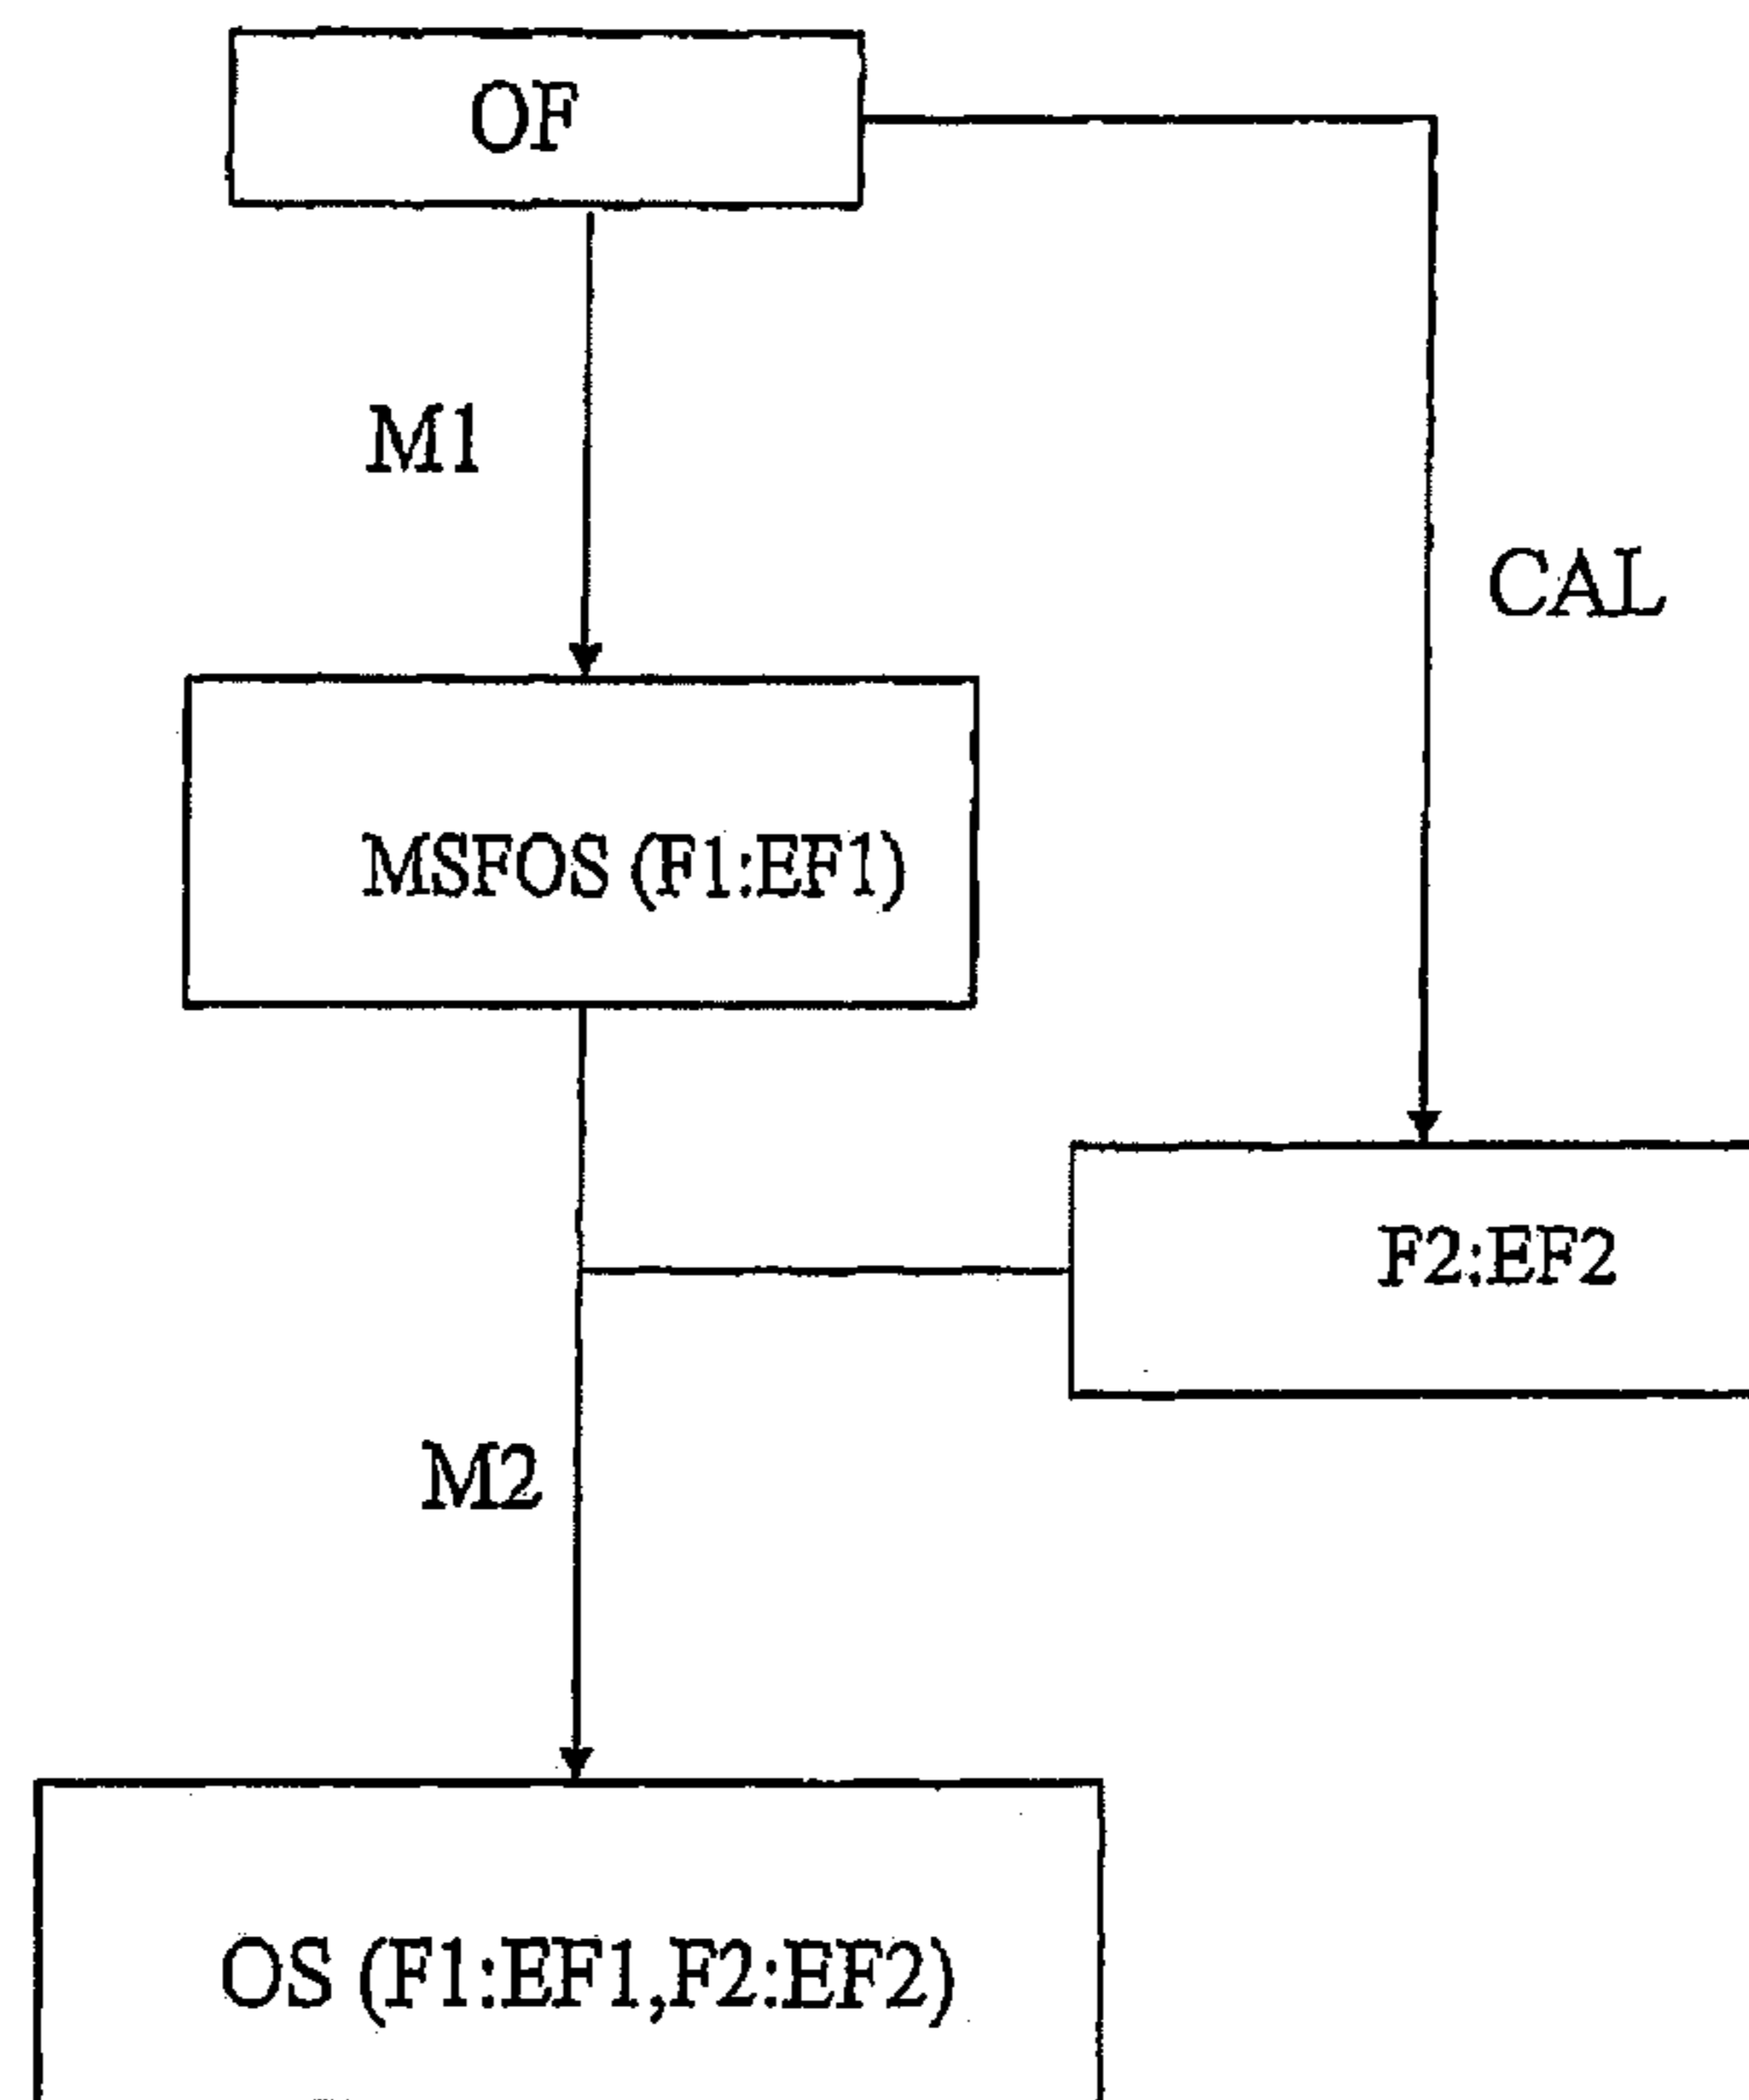 OF
M1
CAL
MSFOS (F1:EF1)
F2:EF2
M2
OS (F1:EF1,F2:EF2)